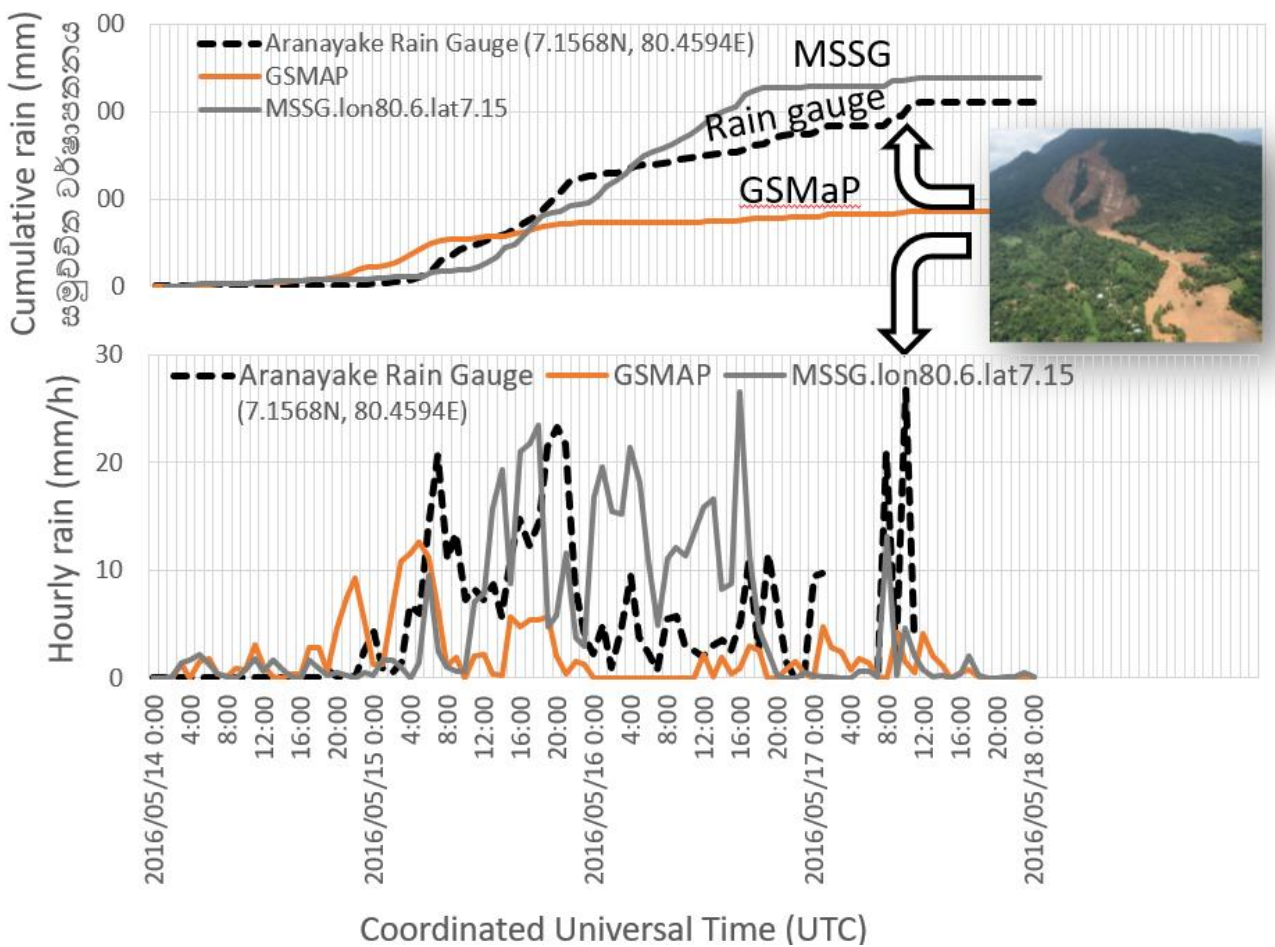 Cumulative rain (mm)
සමුච්චිත වර්ෂාපතනය
00
00
00
0
Aranayake Rain Gauge (7.1568N, 80.4594E)
GSMAP
MSSG.lon80.6.lat7.15
MSSG
Rain gauge
GSMaP
Hourly rain (mm/h)
30
20
10
0
Aranayake Rain Gauge GSMAP MSSG.lon80.6.lat7.15
(7.1568N, 80.4594E)
2016/05/14 0:00
4:00
8:00
12:00
16:00
20:00
2016/05/15 0:00
4:00
8:00
12:00
16:00
20:00
2016/05/16 0:00
4:00
8:00
12:00
16:00
20:00
2016/05/17 0:00
4:00
8:00
12:00
16:00
20:00
2016/05/18 0:00
Coordinated Universal Time (UTC)